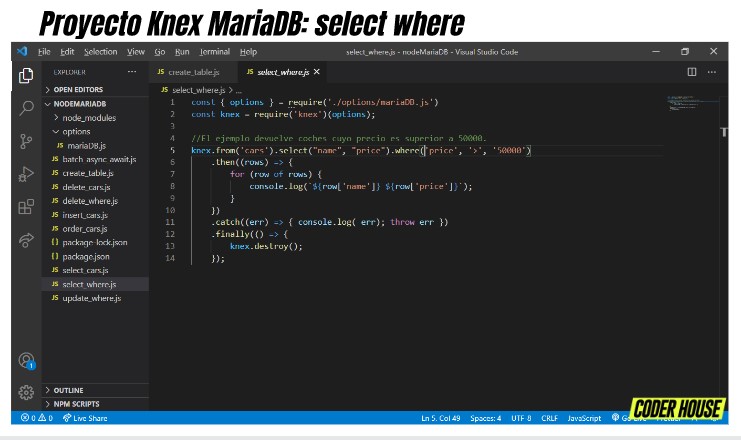 Proyecto Knex MariaDB: select where
File Edit Selection View Go Run Terminal Help
select_where.js - nodeMariaDB - Visual Studio Code
EXPLORER
OPEN EDITORS
NODEMARIADB
node_modules
options
JS mariaDB.js
JS batch_async_await.js
JS create_table.js
JS delete_cars.js
JS delete_where.js
JS insert_cars.js
JS order_cars.js
{} package-lock.json
{} package.json
JS select_cars.js
JS select_where.js
JS update_where.js
OUTLINE
NPM SCRIPTS
JS create_table.js JS select_where.js
JS select_where.js > ...
1 const { options } = require('./options/mariaDB.js')
2 const knex = require('knex')(options);
3
4 //El ejemplo devuelve coches cuyo precio es superior a 50000.
5 knex.from('cars').select("name", "price").where('price', '>', '50000')
6 .then((rows) => {
7 for (row of rows) {
8 console.log(`${row['name']} ${row['price']}`);
9 }
10 })
11 .catch((err) => { console.log( err); throw err })
12 .finally(() => {
13 knex.destroy();
14 });
T
1
0 0 Live Share
Ln 5, Col 49 Spaces: 4 UTF-8 CRLF JavaScript
CODER HOUSE